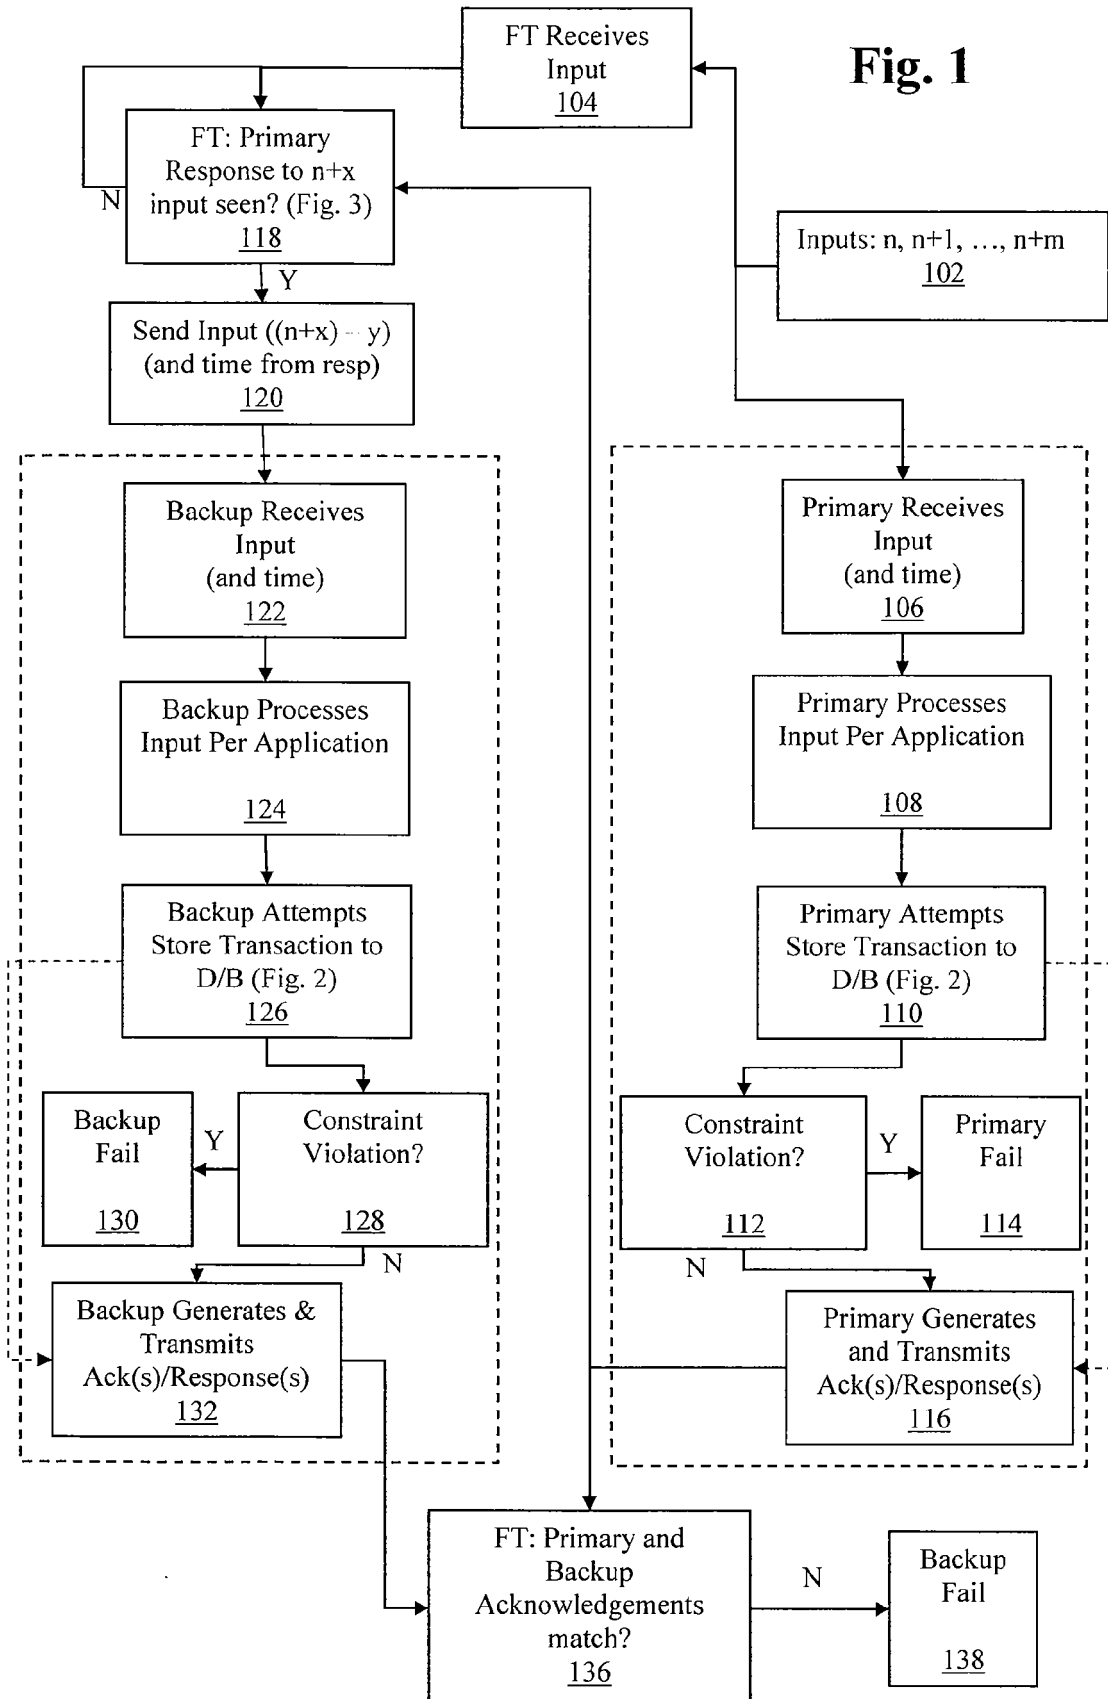 Fig. 1
FT Receives
Input
104
FT: Primary
Response to n+x
input seen? (Fig. 3)
118
N
Y
Inputs: n, n+1, …, n+m
102
Send Input ((n+x) – y)
(and time from resp)
120
Backup Receives
Input
(and time)
122
Primary Receives
Input
(and time)
106
Backup Processes
Input Per Application
124
Primary Processes
Input Per Application
108
Backup Attempts
Store Transaction to
D/B (Fig. 2)
126
Primary Attempts
Store Transaction to
D/B (Fig. 2)
110
Backup
Fail
130
Y
Constraint
Violation?
128
N
Constraint
Violation?
112
Y
N
Primary
Fail
114
Backup Generates &
Transmits
Ack(s)/Response(s)
132
Primary Generates
and Transmits
Ack(s)/Response(s)
116
FT: Primary and
Backup
Acknowledgements
match?
136
N
Backup
Fail
138